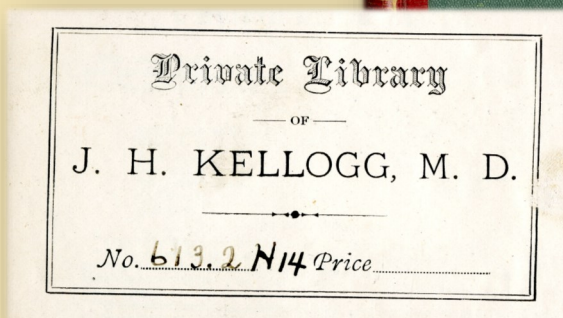 Private Library
OF
J. H. KELLOGG, M. D.
No. 613.2 N14 Price